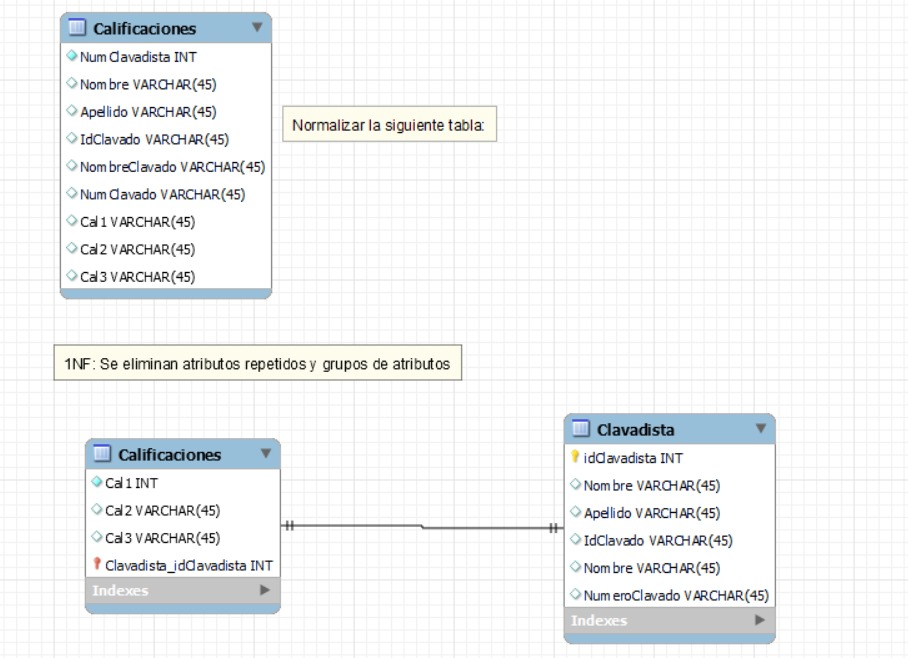 Calificaciones
NumClavadista INT
Nombre VARCHAR(45)
Apellido VARCHAR(45)
IdClavado VARCHAR(45)
NombreClavado VARCHAR(45)
NumClavado VARCHAR(45)
Cal1 VARCHAR(45)
Cal2 VARCHAR(45)
Cal3 VARCHAR(45)
Normalizar la siguiente tabla:
1NF: Se eliminan atributos repetidos y grupos de atributos
Calificaciones
Cal1 INT
Cal2 VARCHAR(45)
Cal3 VARCHAR(45)
Clavadista_idClavadista INT
Indexes
Clavadista
idClavadista INT
Nombre VARCHAR(45)
Apellido VARCHAR(45)
IdClavado VARCHAR(45)
Nombre VARCHAR(45)
NumeroClavado VARCHAR(45)
Indexes